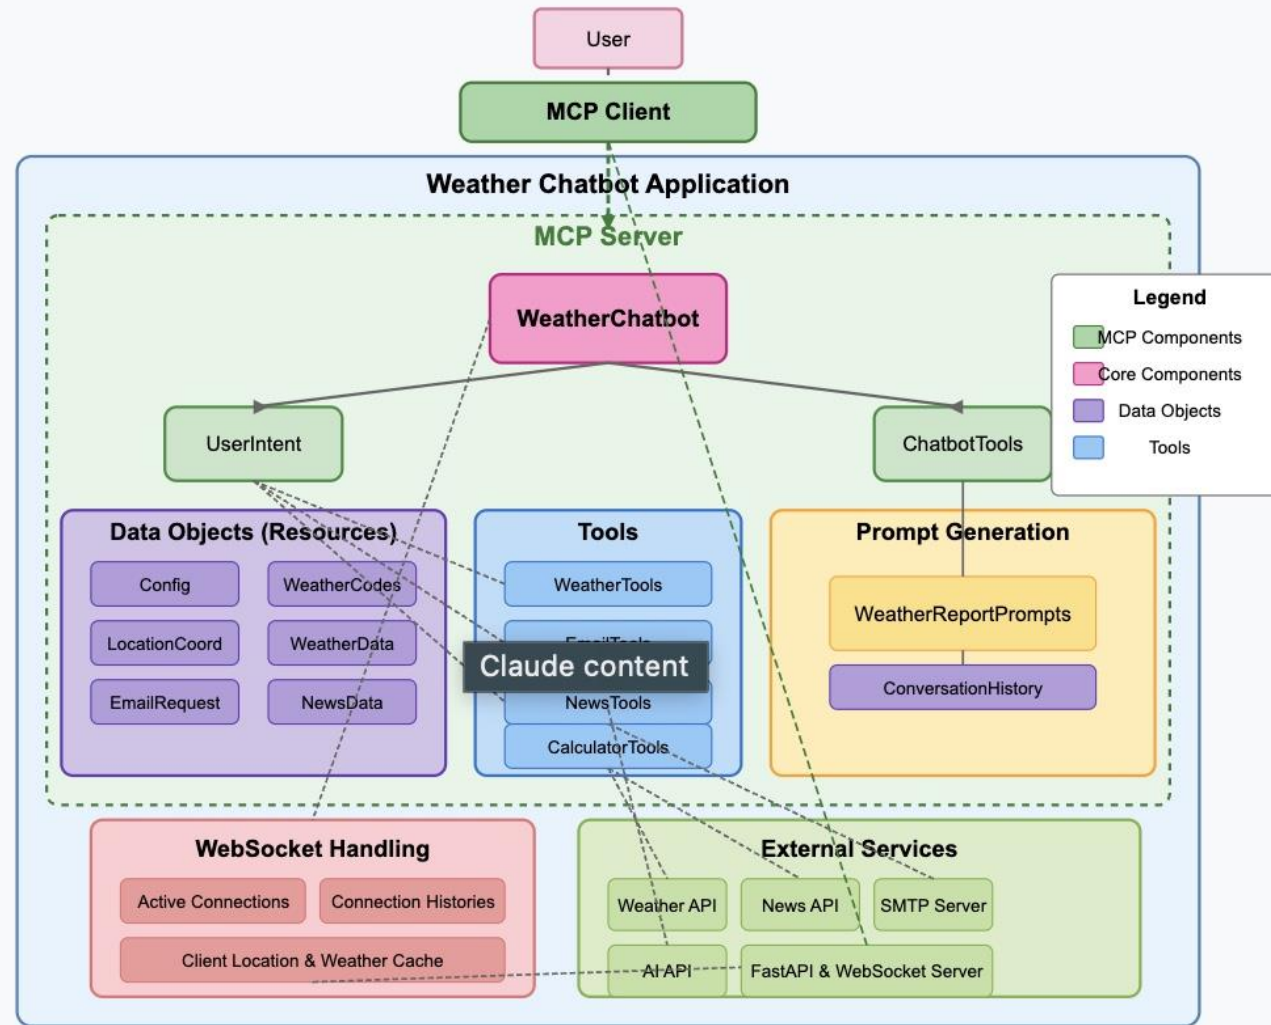 User
MCP Client
Weather Chatbot Application
MCP Server
WeatherChatbot
Legend
MCP Components
Core Components
Data Objects
Tools
UserIntent
ChatbotTools
Data Objects (Resources)
Config
WeatherCodes
LocationCoord
WeatherData
EmailRequest
NewsData
Tools
WeatherTools
EmailTools
Claude content
NewsTools
CalculatorTools
Prompt Generation
WeatherReportPrompts
ConversationHistory
WebSocket Handling
Active Connections
Connection Histories
Client Location & Weather Cache
External Services
Weather API
News API
SMTP Server
AI API
FastAPI & WebSocket Server